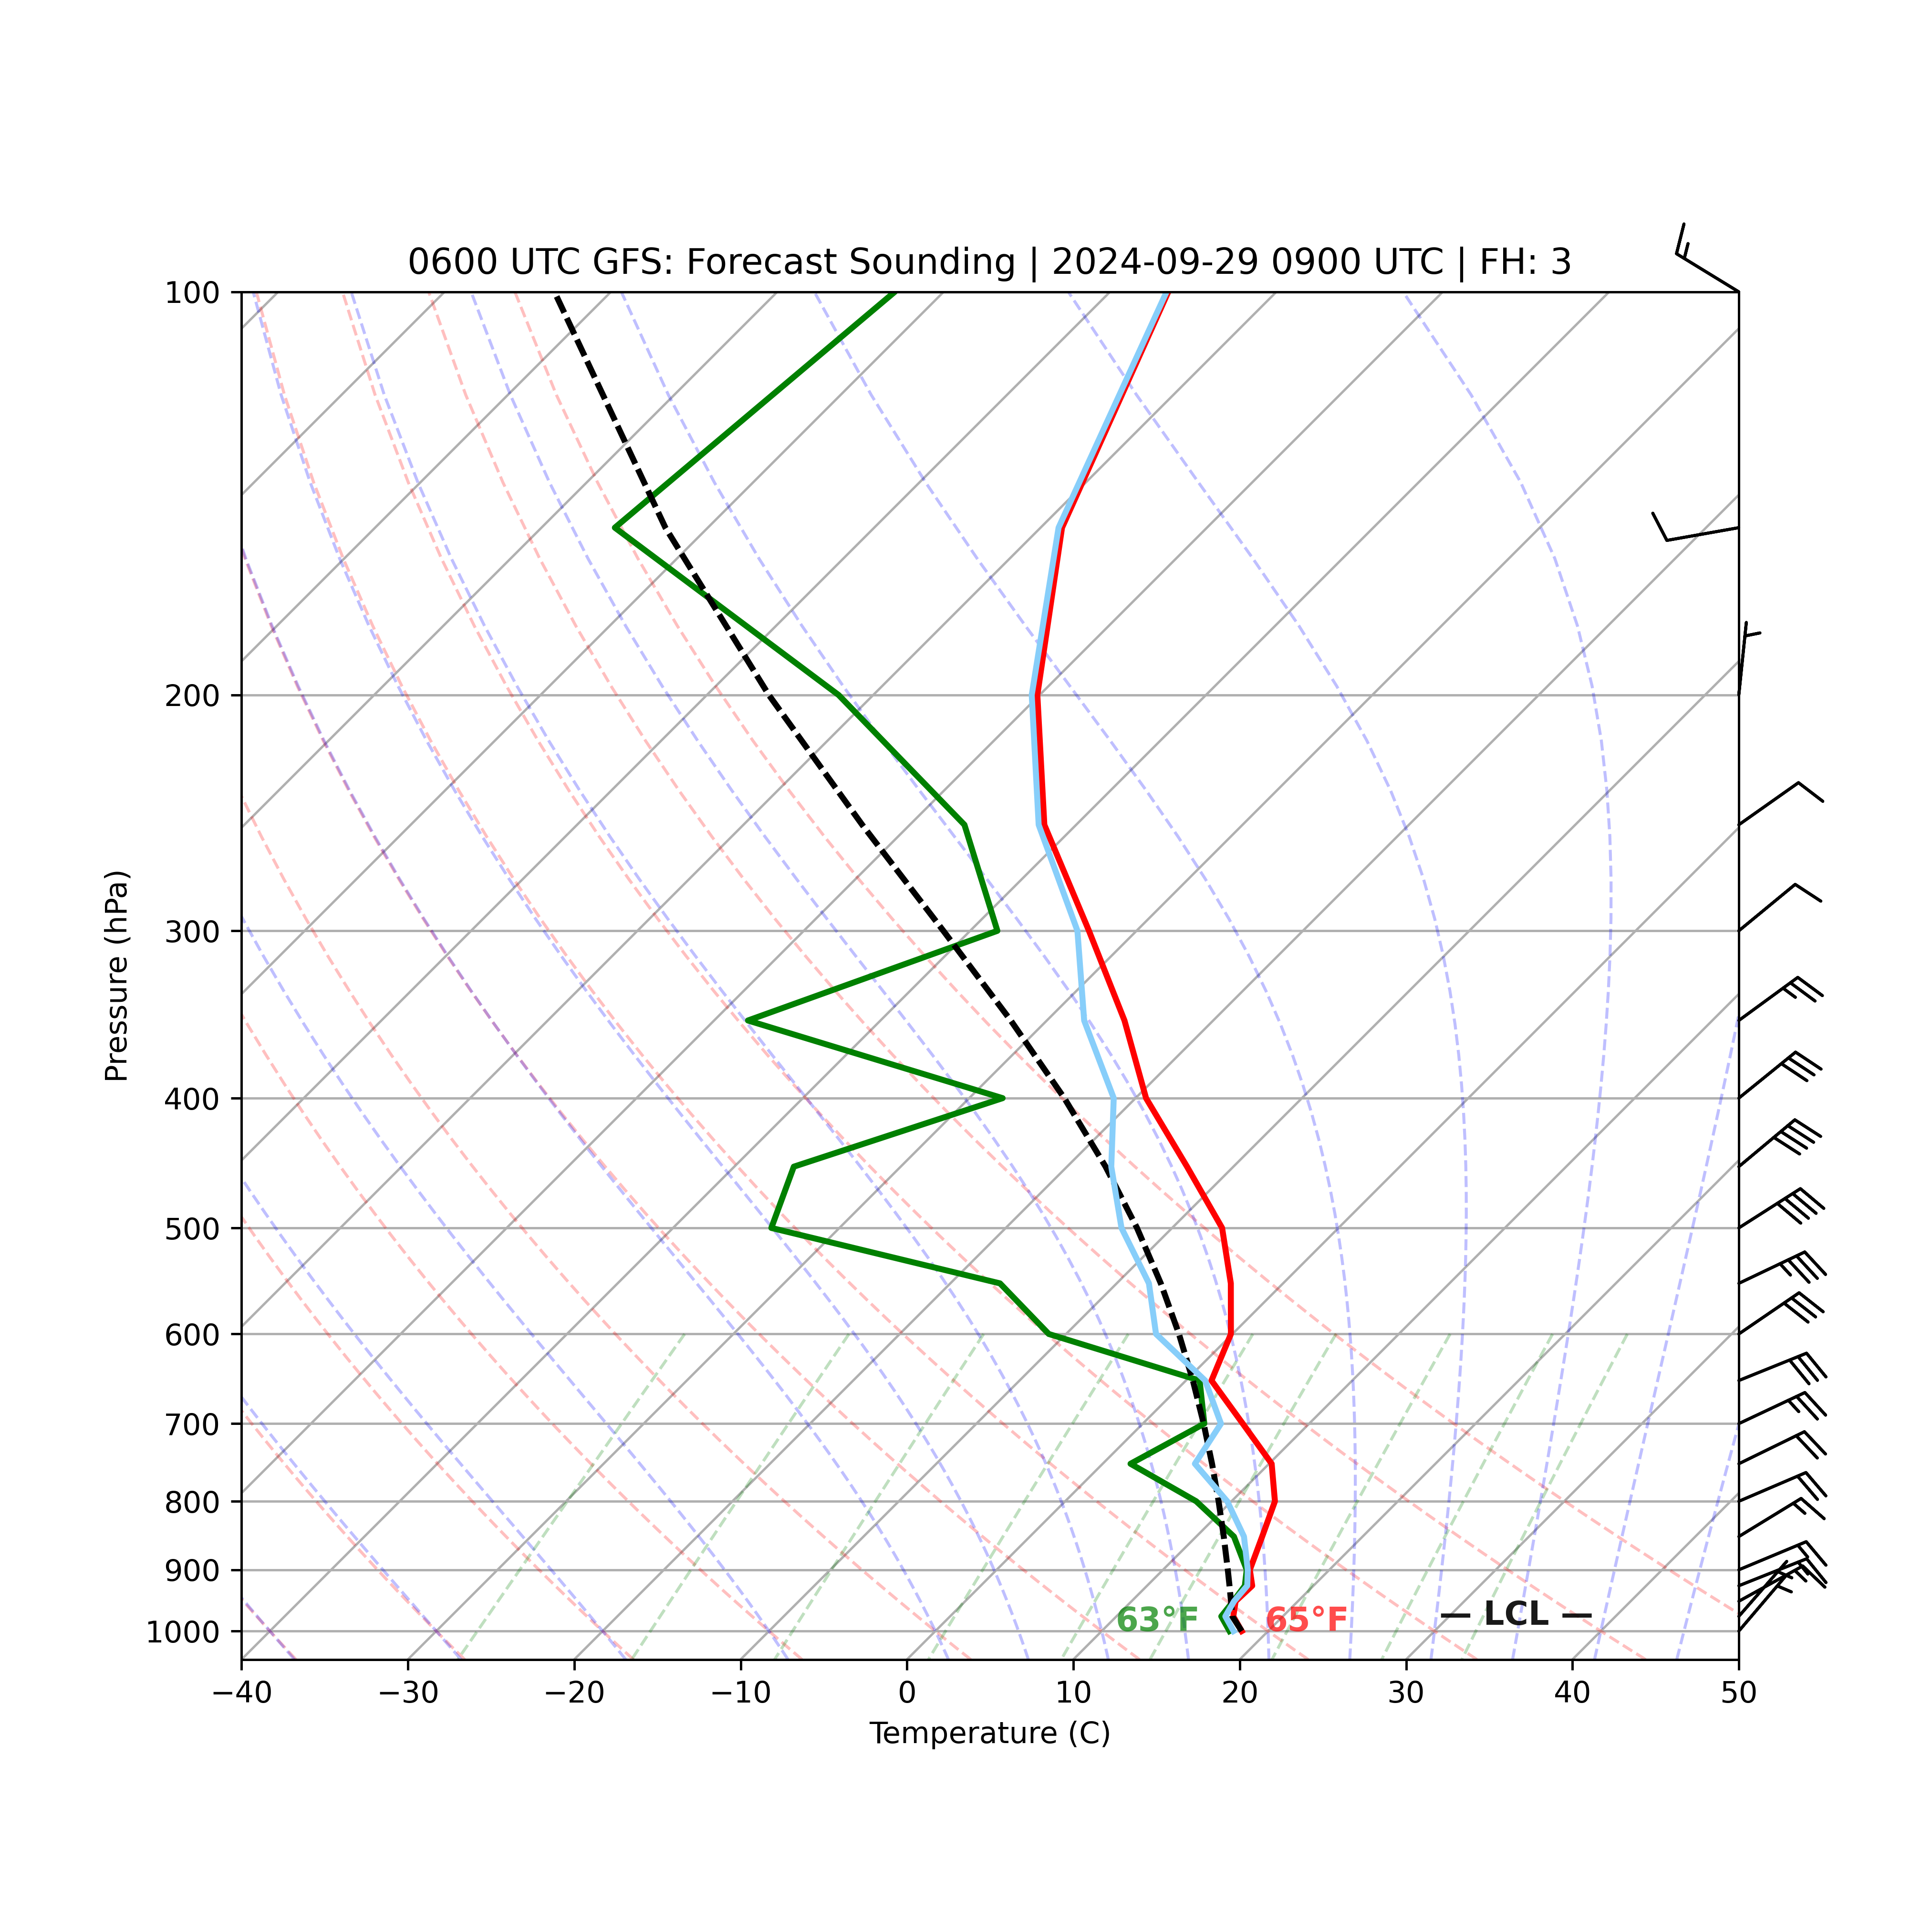 0600 UTC GFS: Forecast Sounding | 2024-09-29 0900 UTC | FH: 3
100
200
300
400
500
600
700
800
900
1000
Pressure (hPa)
63°F
65°F
— LCL —
−40 −30 −20 −10 0 10 20 30 40 50
Temperature (C)